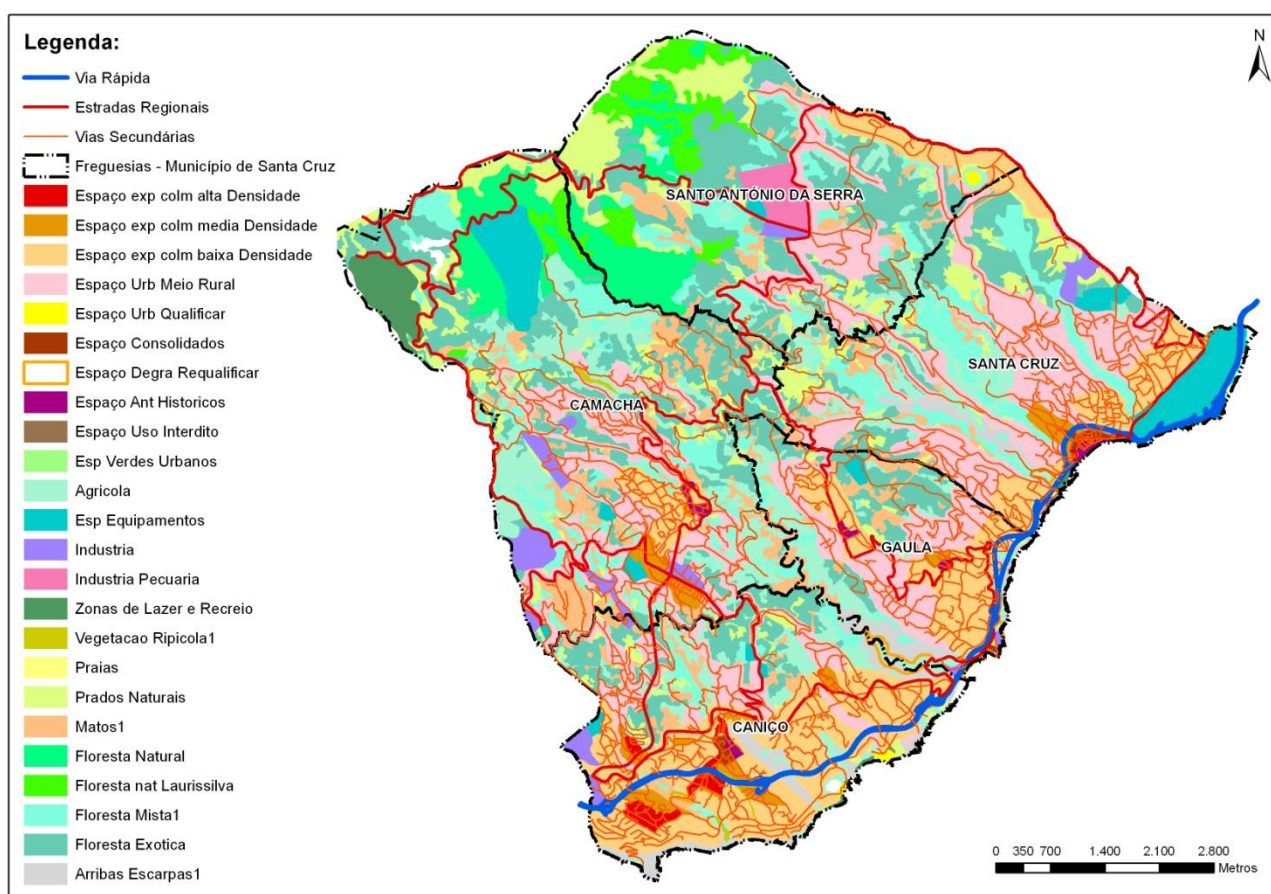 Legenda:
Via Rápida
Estradas Regionais
Vias Secundárias
Freguesias - Município de Santa Cruz
Espaço exp colm alta Densidade
Espaço exp colm media Densidade
Espaço exp colm baixa Densidade
Espaço Urb Meio Rural
Espaço Urb Qualificar
Espaço Consolidados
Espaço Degra Requalificar
Espaço Ant Historicos
Espaço Uso Interdito
Esp Verdes Urbanos
Agricola
Esp Equipamentos
Industria
Industria Pecuaria
Zonas de Lazer e Recreio
Vegetacao Ripicola1
Praias
Prados Naturais
Matos1
Floresta Natural
Floresta nat Laurissilva
Floresta Mista1
Floresta Exotica
Arribas Escarpas1
N
SANTO ANTÓNIO DA SERRA
SANTA CRUZ
CAMACHA
GAULA
CANIÇO
0 350 700 1.400 2.100 2.800
Metros